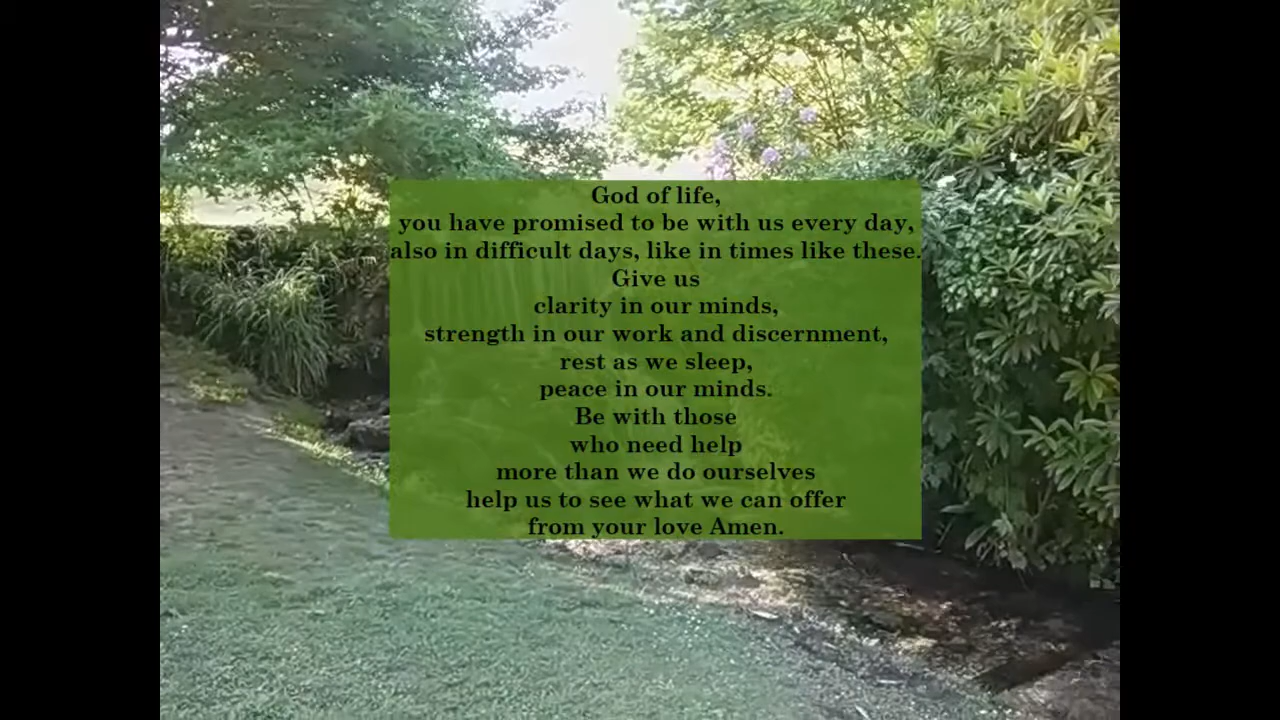 God of life,
you have promised to be with us every day,
also in difficult days, like in times like these.
Give us
clarity in our minds,
strength in our work and discernment,
rest as we sleep,
peace in our minds.
Be with those
who need help
more than we do ourselves
help us to see what we can offer
from your love Amen.